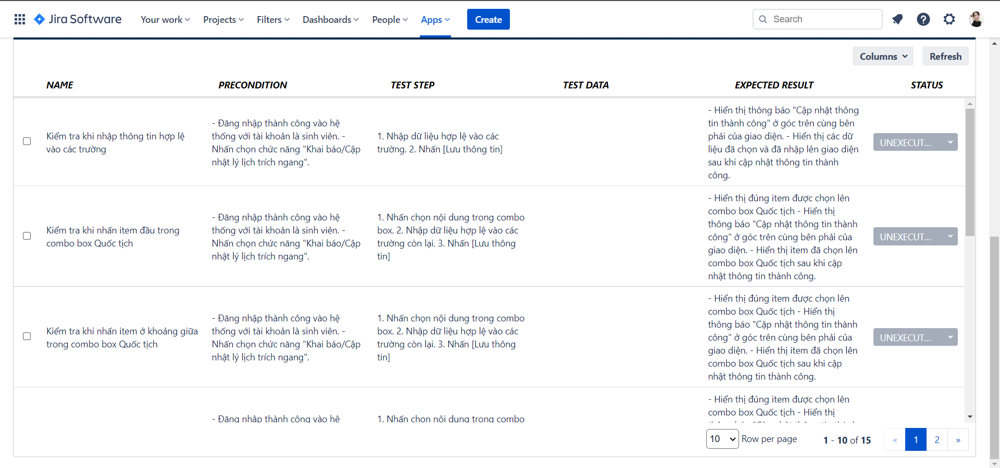 Jira Software
Your work
Projects
Filters
Dashboards
People
Apps
Create
Search
Columns
Refresh
NAME
PRECONDITION
TEST STEP
TEST DATA
EXPECTED RESULT
STATUS
Kiểm tra khi nhập thông tin hợp lệ
vào các trường
- Đăng nhập thành công vào hệ
thống với tài khoản là sinh viên. -
Nhấn chọn chức năng "Khai báo/Cập
nhật lý lịch trích ngang".
1. Nhập dữ liệu hợp lệ vào các
trường. 2. Nhấn [Lưu thông tin]
- Hiển thị thông báo "Cập nhật thông
tin thành công" ở góc trên cùng bên
phải của giao diện. - Hiển thị các dữ
liệu đã chọn và đã nhập lên giao diện
sau khi cập nhật thông tin thành
công.
UNEXECUT...
Kiểm tra khi nhấn item đầu trong
combo box Quốc tịch
- Đăng nhập thành công vào hệ
thống với tài khoản là sinh viên. -
Nhấn chọn chức năng "Khai báo/Cập
nhật lý lịch trích ngang".
1. Nhấn chọn nội dung trong combo
box. 2. Nhập dữ liệu hợp lệ vào các
trường còn lại. 3. Nhấn [Lưu thông
tin]
- Hiển thị đúng item được chọn lên
combo box Quốc tịch - Hiển thị
thông báo "Cập nhật thông tin thành
công" ở góc trên cùng bên phải của
giao diện. - Hiển thị item đã chọn lên
combo box Quốc tịch sau khi cập
nhật thông tin thành công.
UNEXECUT...
Kiểm tra khi nhấn item ở khoảng giữa
trong combo box Quốc tịch
- Đăng nhập thành công vào hệ
thống với tài khoản là sinh viên. -
Nhấn chọn chức năng "Khai báo/Cập
nhật lý lịch trích ngang".
1. Nhấn chọn nội dung trong combo
box. 2. Nhập dữ liệu hợp lệ vào các
trường còn lại. 3. Nhấn [Lưu thông
tin]
- Hiển thị đúng item được chọn lên
combo box Quốc tịch - Hiển thị
thông báo "Cập nhật thông tin thành
công" ở góc trên cùng bên phải của
giao diện. - Hiển thị item đã chọn lên
combo box Quốc tịch sau khi cập
nhật thông tin thành công.
UNEXECUT...
- Đăng nhập thành công vào hệ
1. Nhấn chọn nội dung trong combo
- Hiển thị đúng item được chọn lên
combo box Quốc tịch - Hiển thị
10
Row per page
1 - 10 of 15
«
1
2
»